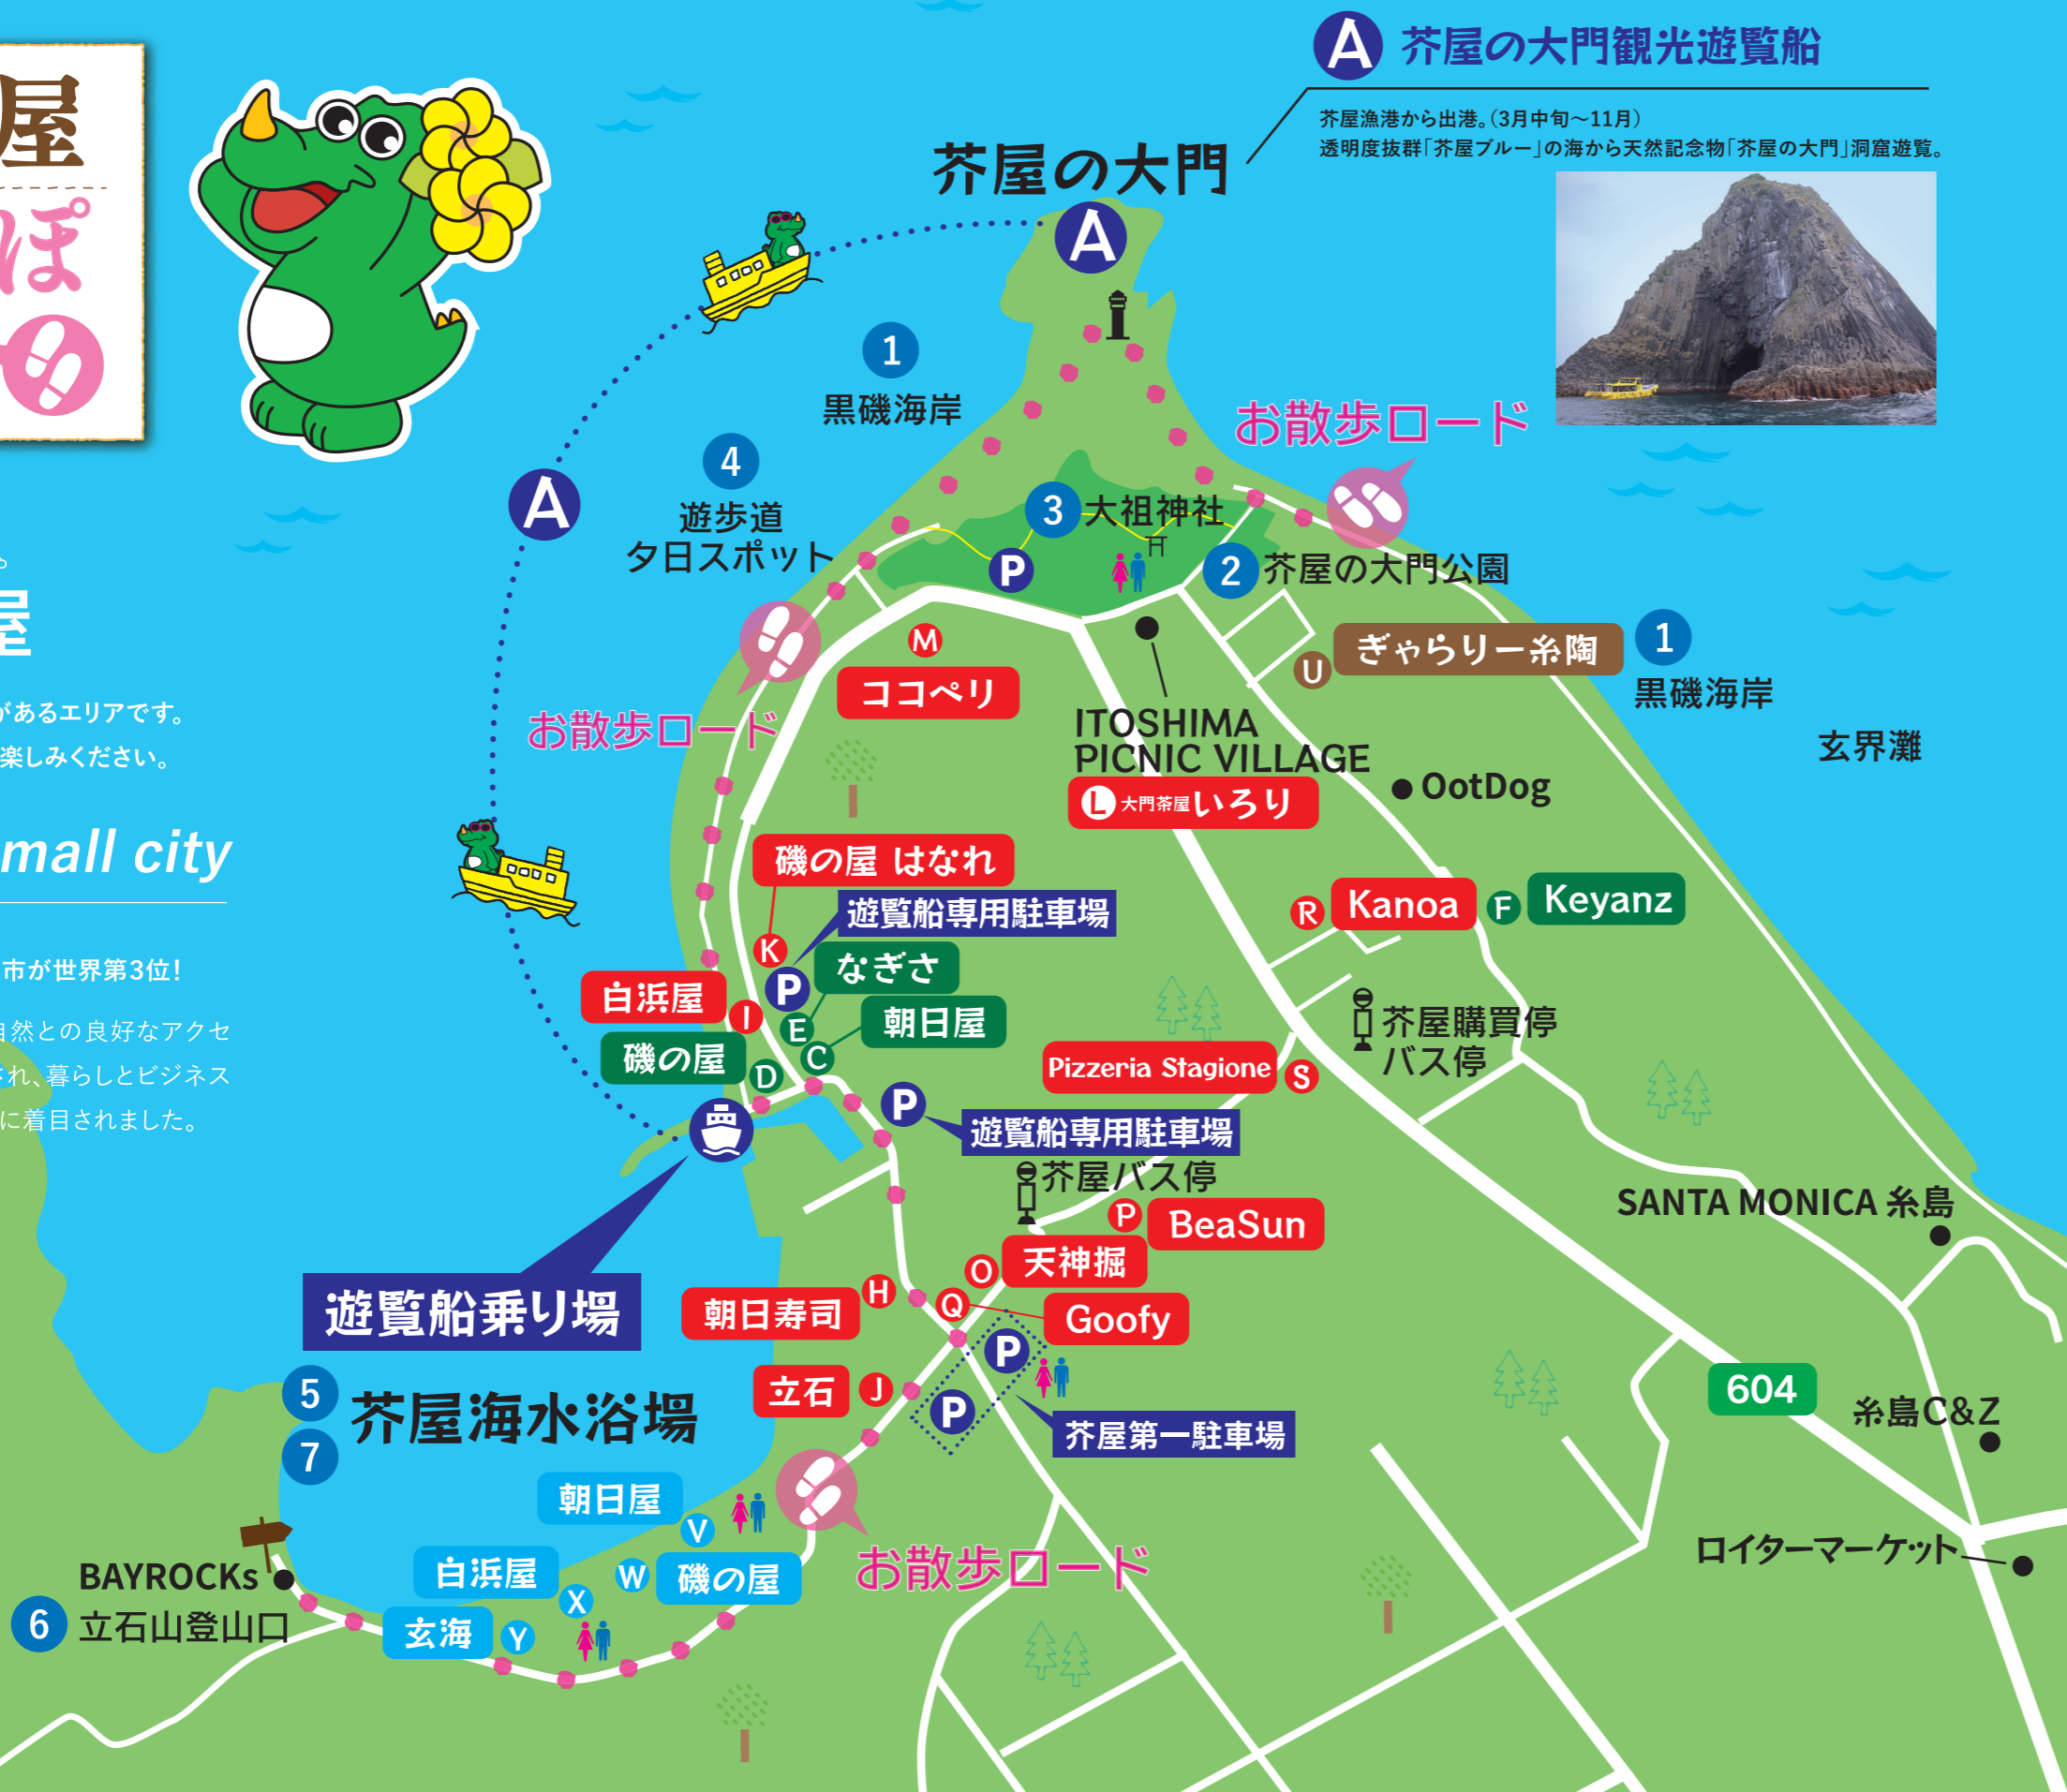 屋
ぽ
。
屋
があるエリアです。
楽しみください。
mall city
市が世界第3位!
自然との良好なアクセ
され、暮らしとビジネス
に着目されました。
A 芥屋の大門観光遊覧船
芥屋漁港から出港。(3月中旬〜11月)
透明度抜群「芥屋ブルー」の海から天然記念物「芥屋の大門」洞窟遊覧。
芥屋の大門
A
1
黒磯海岸
お散歩ロード
4
遊歩道
夕日スポット
A
3 大祖神社
P
2 芥屋の大門公園
M
ココペリ
U ぎゃらりー糸陶
1
黒磯海岸
玄界灘
お散歩ロード
ITOSHIMA
PICNIC VILLAGE
L 大門茶屋いろり
OotDog
磯の屋 はなれ
K
遊覧船専用駐車場
P
R Kanoa
F Keyanz
なぎさ
E
白浜屋 I
朝日屋
C
磯の屋 D
芥屋購買停
バス停
Pizzeria Stagione S
P
遊覧船専用駐車場
芥屋バス停
P BeaSun
SANTA MONICA 糸島
O 天神掘
遊覧船乗り場
朝日寿司 H
Q Goofy
P
立石 J
P
芥屋第一駐車場
604
糸島C&Z
5
7
芥屋海水浴場
朝日屋
V
お散歩ロード
ロイターマーケット
BAYROCKs
6 立石山登山口
白浜屋
X
W 磯の屋
玄海 Y